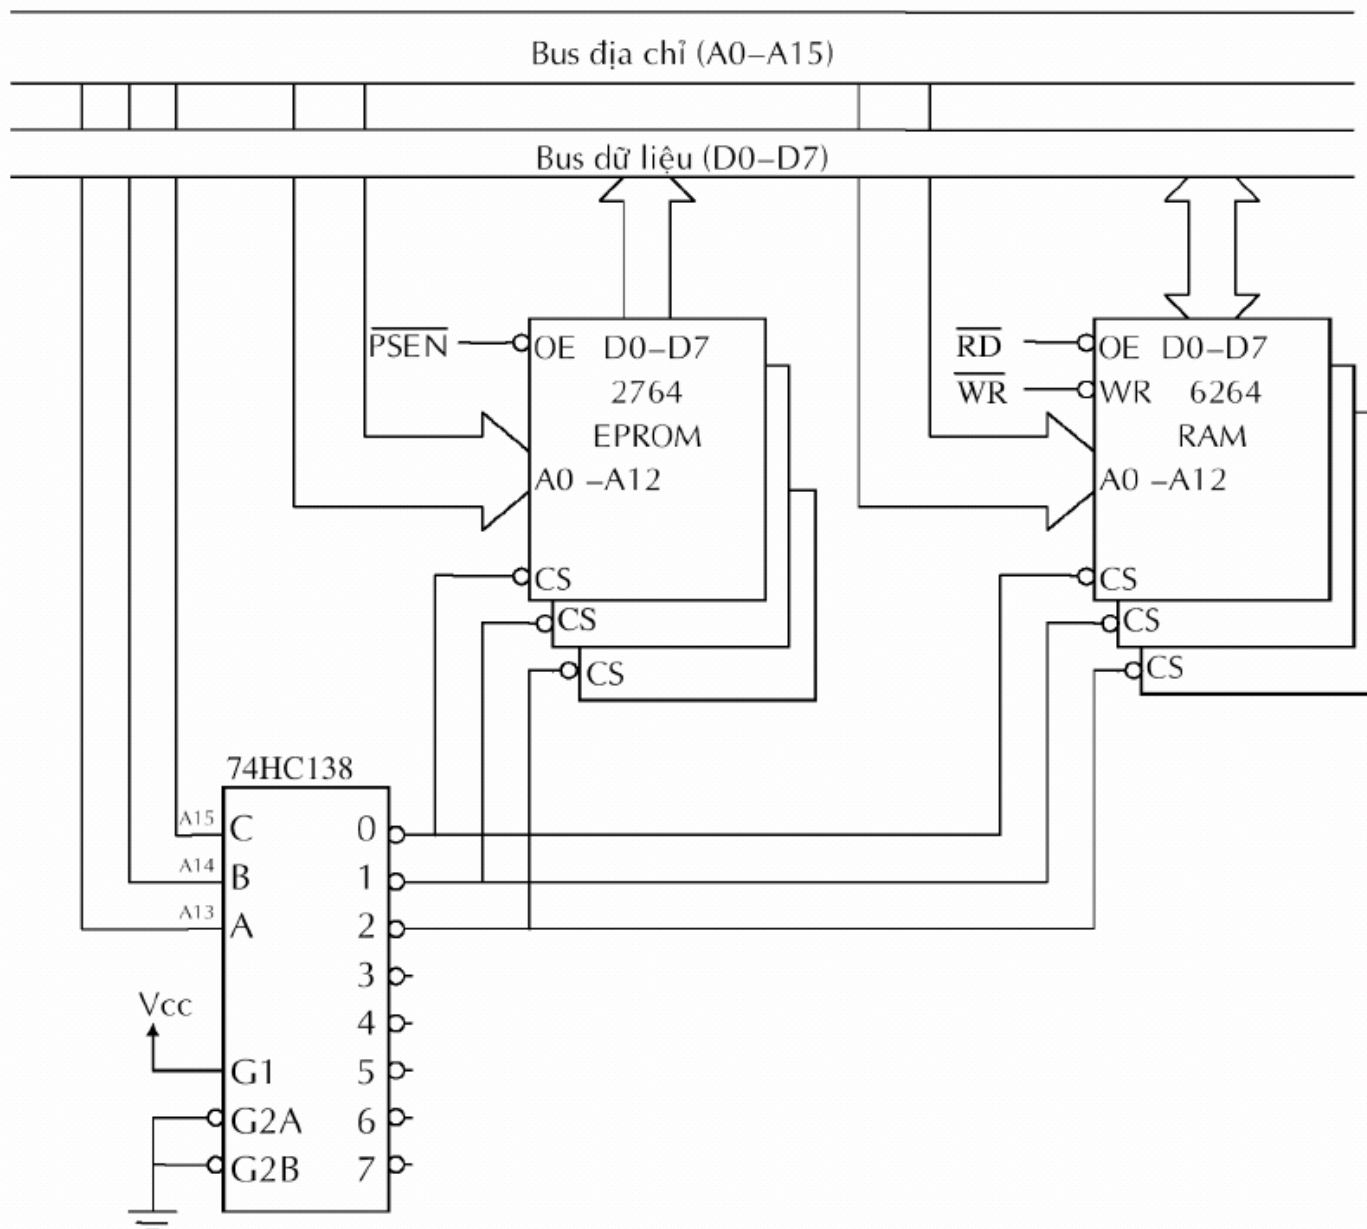 Bus địa chỉ (A0–A15)
Bus dữ liệu (D0–D7)
PSEN
OE D0–D7
2764
EPROM
A0 –A12
CS
CS
CS
RD
WR
OE D0–D7
WR 6264
RAM
A0 –A12
CS
CS
CS
74HC138
A15 C 0
A14 B 1
A13 A 2
3
Vcc
4
G1 5
G2A 6
G2B 7